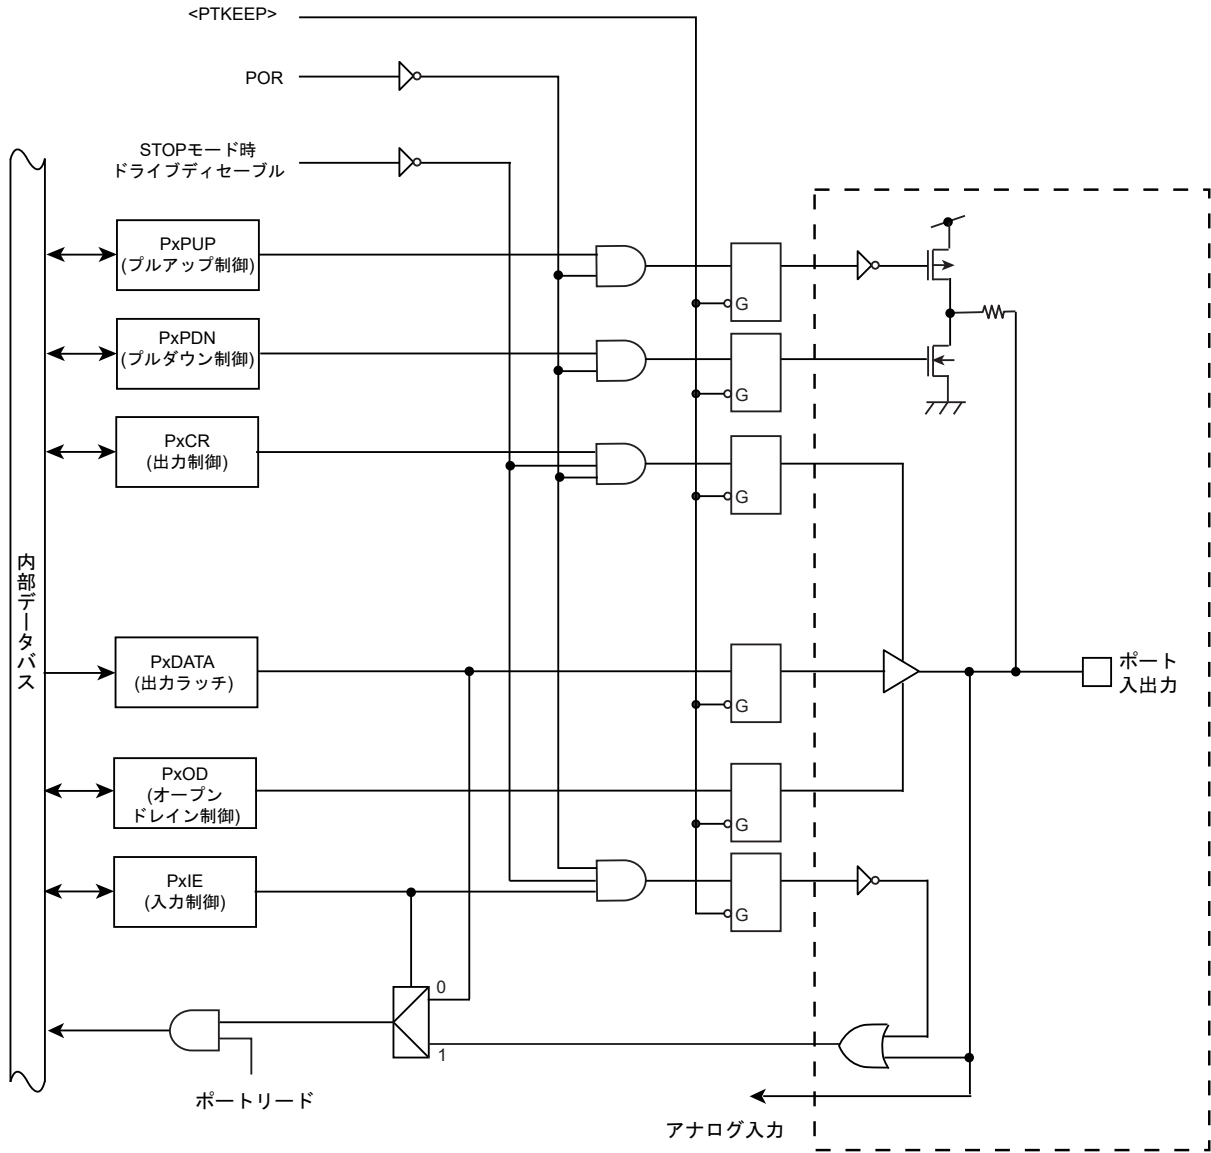 <PTKEEP>
POR
STOPモード時
ドライブディセーブル
PxPUP
(プルアップ制御)
G
PxPDN
(プルダウン制御)
G
PxCR
(出力制御)
G
内部データバス
PxDATA
(出力ラッチ)
G
ポート
入出力
PxOD
(オープン
ドレイン制御)
G
PxIE
(入力制御)
G
0
1
ポートリード
アナログ入力